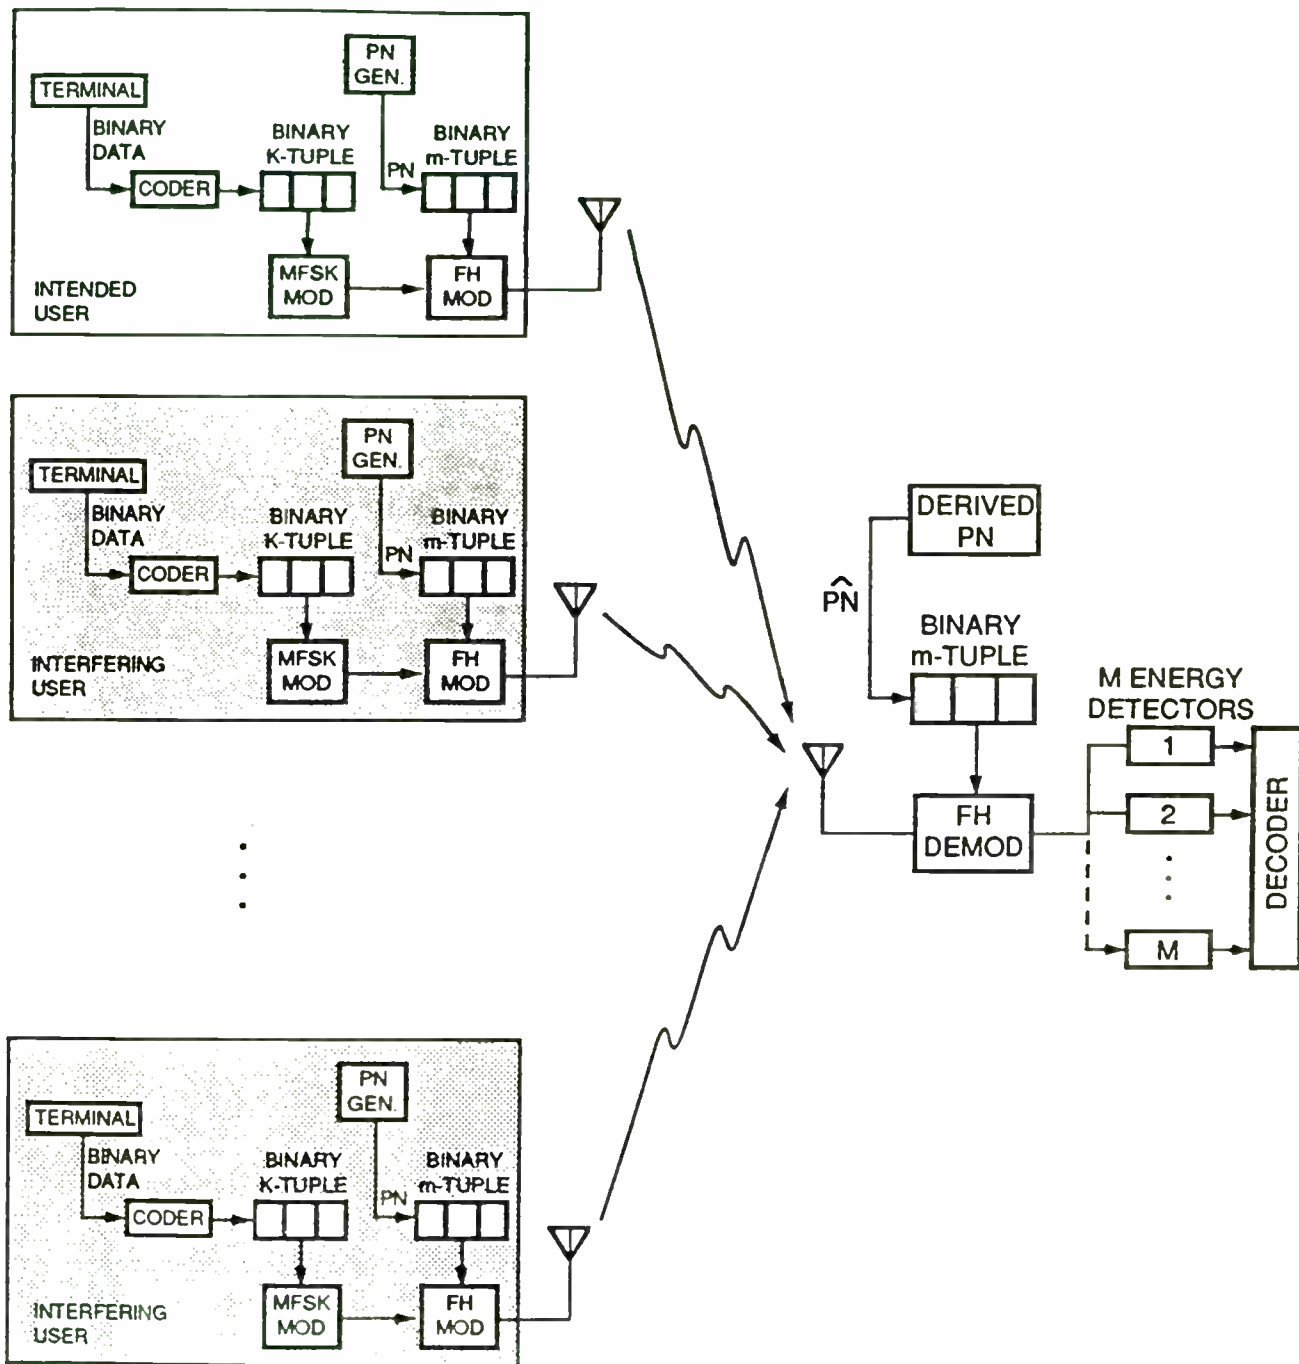 PN
GEN.
TERMINAL
BINARY
DATA
BINARY
K-TUPLE
BINARY
m-TUPLE
PN
CODER
MFSK
MOD
FH
MOD
INTENDED
USER
PN
GEN.
TERMINAL
BINARY
DATA
BINARY
K-TUPLE
BINARY
m-TUPLE
PN
CODER
MFSK
MOD
FH
MOD
INTERFERING
USER
DERIVED
PN
P̂N
BINARY
m-TUPLE
M ENERGY
DETECTORS
1
2
M
FH
DEMOD
DECODER
PN
GEN.
TERMINAL
BINARY
DATA
BINARY
K-TUPLE
BINARY
m-TUPLE
PN
CODER
MFSK
MOD
FH
MOD
INTERFERING
USER